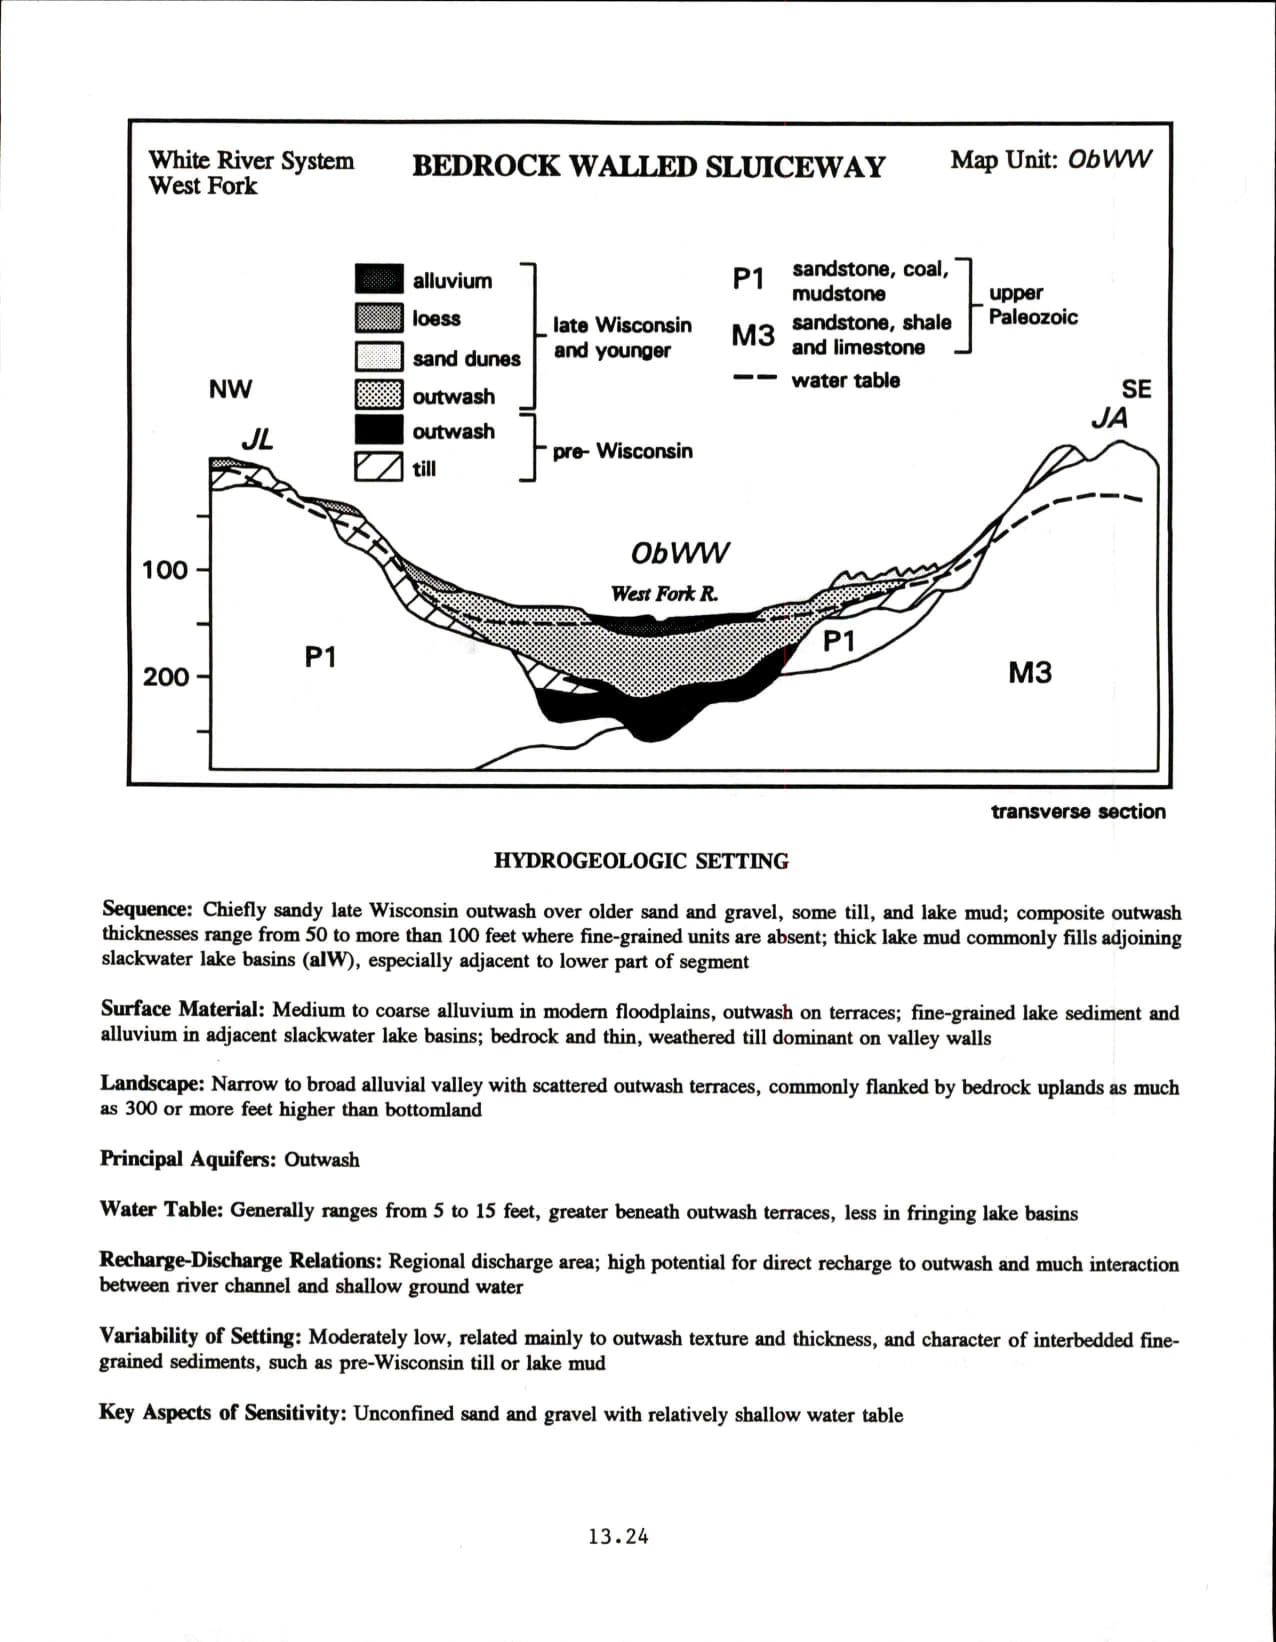 White River System
West Fork
BEDROCK WALLED SLUICEWAY
Map Unit: ObWW
alluvium
loess
sand dunes
outwash
late Wisconsin
and younger
outwash
till
pre- Wisconsin
P1 sandstone, coal,
mudstone
M3 sandstone, shale
and limestone
upper
Paleozoic
water table
NW
SE
JL
JA
ObWW
West Fork R.
100
200
P1
P1
M3
transverse section
HYDROGEOLOGIC SETTING
Sequence: Chiefly sandy late Wisconsin outwash over older sand and gravel, some till, and lake mud; composite outwash
thicknesses range from 50 to more than 100 feet where fine-grained units are absent; thick lake mud commonly fills adjoining
slackwater lake basins (alW), especially adjacent to lower part of segment
Surface Material: Medium to coarse alluvium in modern floodplains, outwash on terraces; fine-grained lake sediment and
alluvium in adjacent slackwater lake basins; bedrock and thin, weathered till dominant on valley walls
Landscape: Narrow to broad alluvial valley with scattered outwash terraces, commonly flanked by bedrock uplands as much
as 300 or more feet higher than bottomland
Principal Aquifers: Outwash
Water Table: Generally ranges from 5 to 15 feet, greater beneath outwash terraces, less in fringing lake basins
Recharge-Discharge Relations: Regional discharge area; high potential for direct recharge to outwash and much interaction
between river channel and shallow ground water
Variability of Setting: Moderately low, related mainly to outwash texture and thickness, and character of interbedded fine-
grained sediments, such as pre-Wisconsin till or lake mud
Key Aspects of Sensitivity: Unconfined sand and gravel with relatively shallow water table
13.24